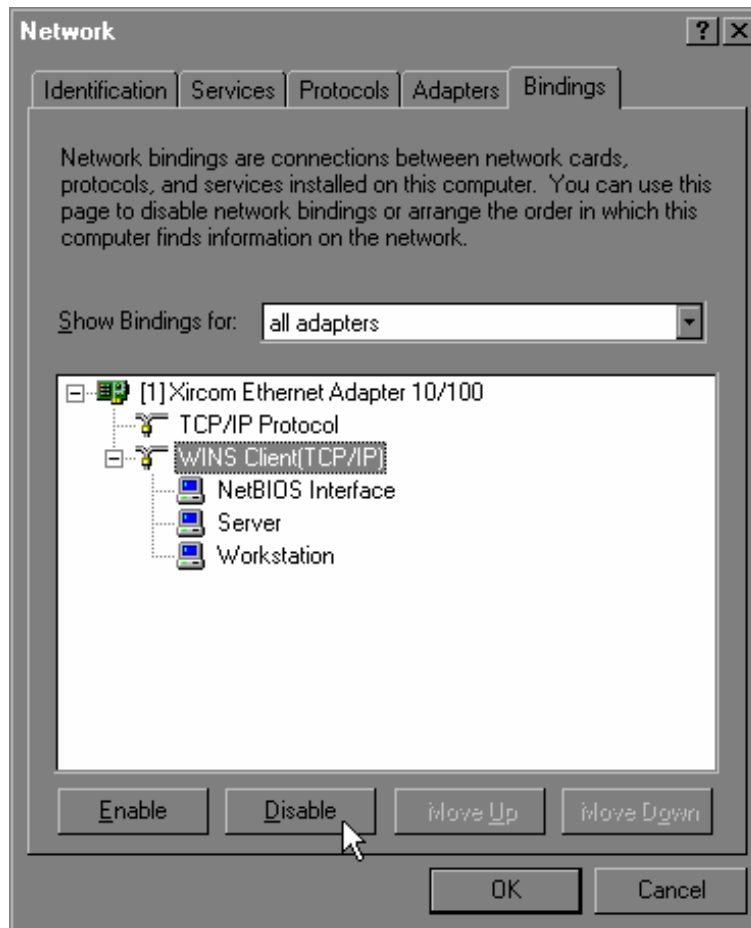 Network
Identification Services Protocols Adapters Bindings
Network bindings are connections between network cards,
protocols, and services installed on this computer. You can use this
page to disable network bindings or arrange the order in which this
computer finds information on the network.
Show Bindings for: all adapters
[1] Xircom Ethernet Adapter 10/100
TCP/IP Protocol
WINS Client(TCP/IP)
NetBIOS Interface
Server
Workstation
Enable Disable Move Up Move Down
OK Cancel